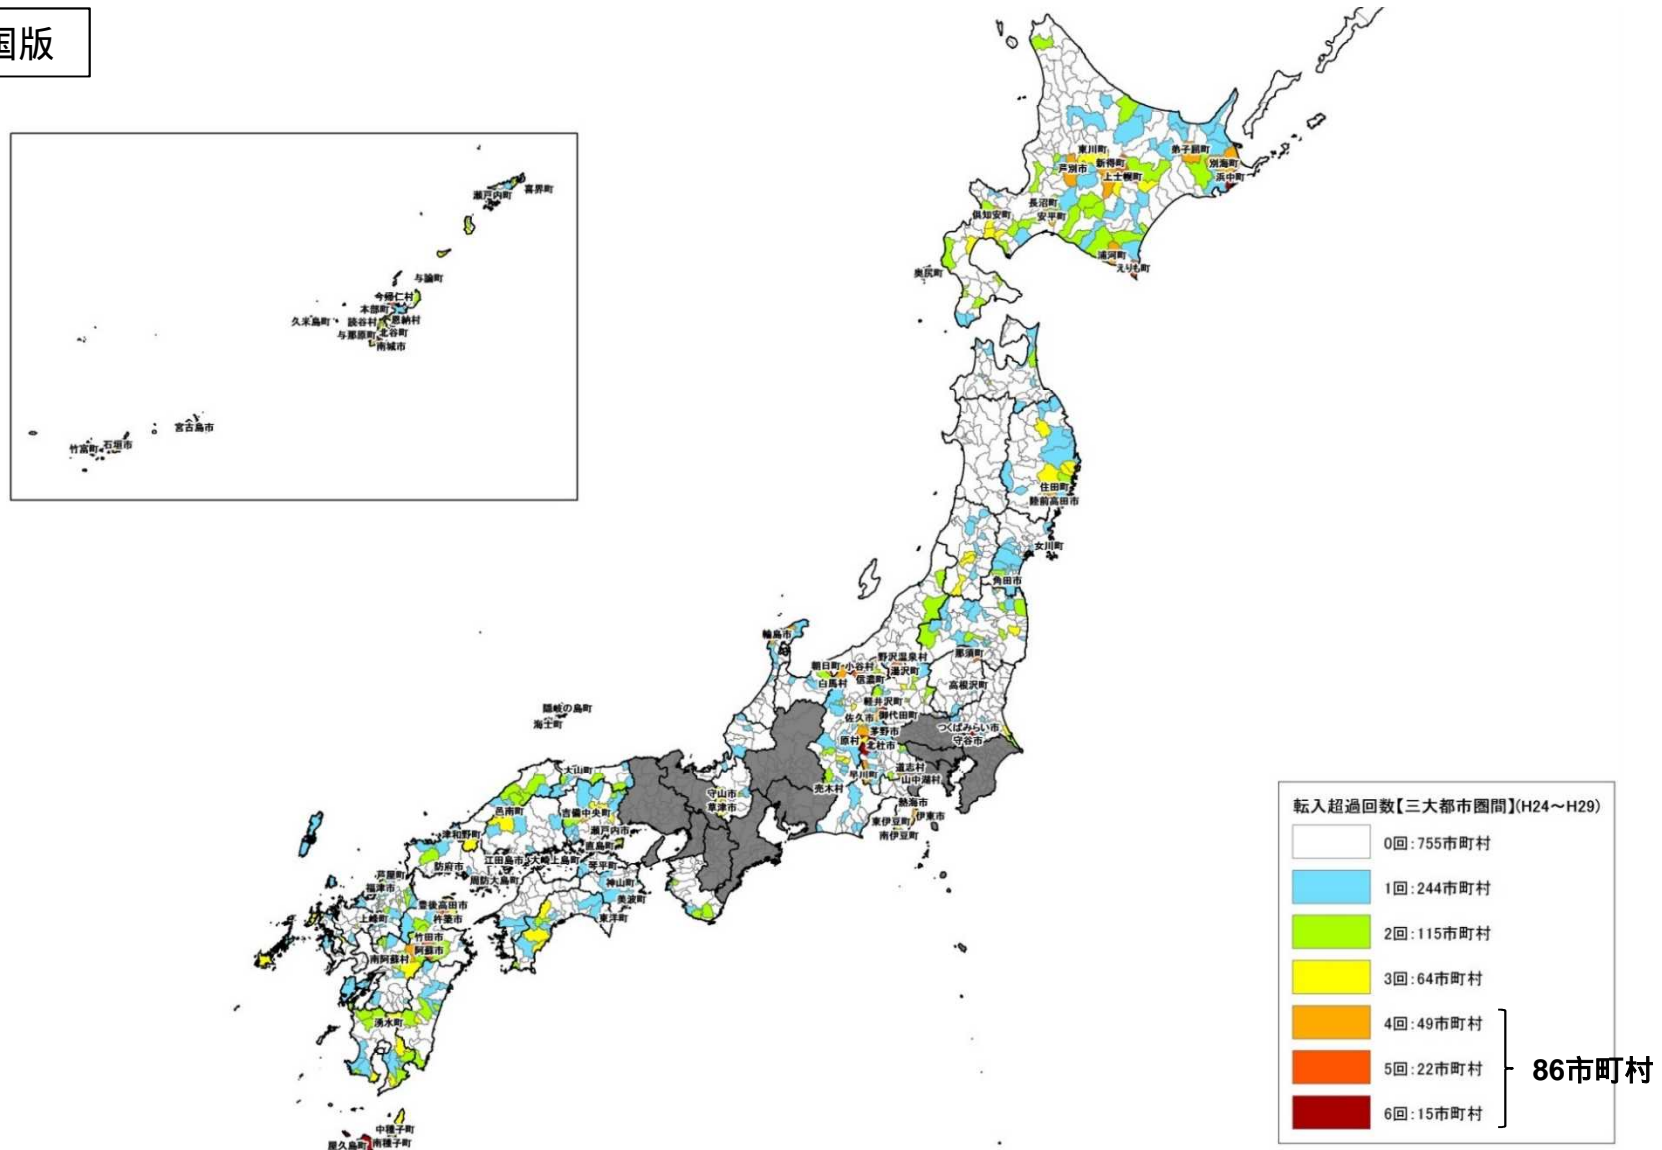 国版
瀬戸内町
喜界町
与論町
今帰仁村
本部町
恩納村
久米島町
読谷村
北谷町
与那原町
南城市
宮古島市
竹富町
石垣市
東川町
弟子屈町
新得町
別海町
芦別市
上士幌町
浜中町
長沼町
安平町
倶知安町
浦河町
えりも町
奥尻町
住田町
陸前高田市
女川町
角田市
輪島市
野沢温泉村
那須町
朝日町
小谷村
湯沢町
白馬村
信濃町
高根沢町
軽井沢町
隠岐の島町
海士町
佐久市
御代田町
つくばみらい市
茅野市
原村
北社市
守谷市
道志村
早川町
山中湖村
売木村
大山町
守山市
草津市
熱海市
伊東市
東伊豆町
南伊豆町
邑南町
吉備中央町
瀬戸内市
津和野町
直島町
防府市
江田島市
大崎上島町
琴平町
周防大島町
神山町
芦屋町
福津市
美波町
豊後高田市
上峰町
杵築市
東洋町
竹田市
阿蘇市
南阿蘇村
湧水町
中種子町
屋久島町
南種子町
転入超過回数【三大都市圏間】(H24～H29)
0回:755市町村
1回:244市町村
2回:115市町村
3回:64市町村
4回:49市町村
5回:22市町村
86市町村
6回:15市町村